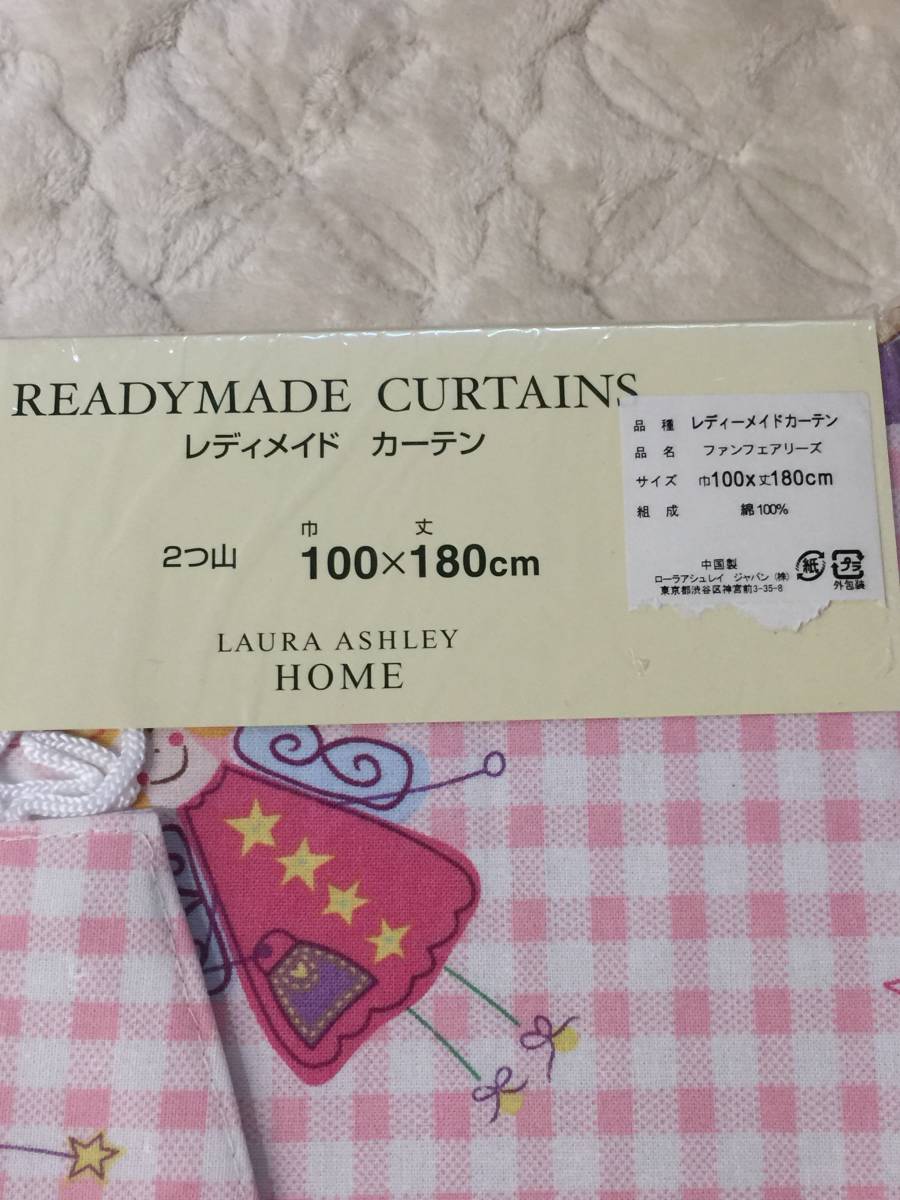 READYMADE CURTAINS
レディメイド カーテン
巾 丈
2つ山 100×180cm
LAURA ASHLEY
HOME
品種 レディーメイドカーテン
品名 ファンフェアリーズ
サイズ 巾100x丈180cm
組成 綿100%
中国製
ローラアシュレイ ジャパン(株)
東京都渋谷区神宮前3-35-8
紙
プラ
外包装